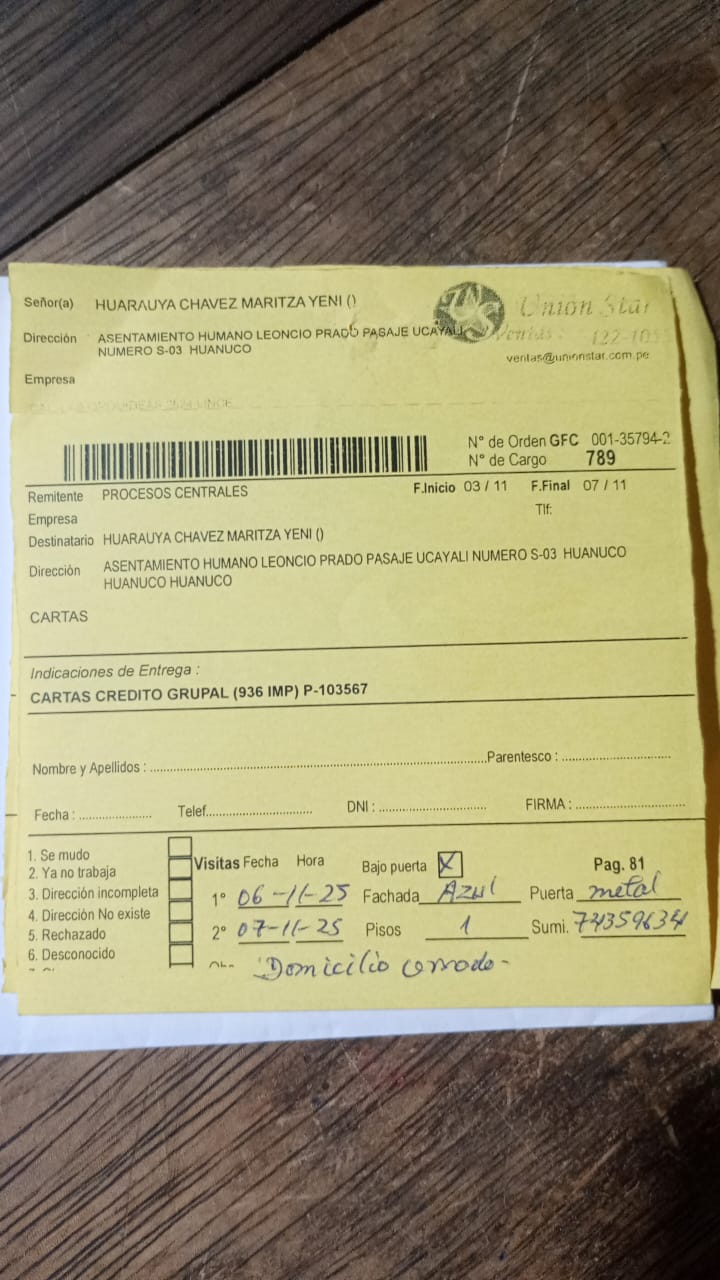 Señor(a) HUARAUYA CHAVEZ MARITZA YENI ()
Union Star
Dirección ASENTAMIENTO HUMANO LEONCIO PRADO PASAJE UCAYALI
NUMERO S-03 HUANUCO
Ventas:
ventas@unionstar.com.pe
Empresa
N° de Orden GFC 001-35794-2
N° de Cargo 789
Remitente PROCESOS CENTRALES F.Inicio 03 / 11 F.Final 07 / 11
Empresa Tlf:
Destinatario HUARAUYA CHAVEZ MARITZA YENI ()
Dirección ASENTAMIENTO HUMANO LEONCIO PRADO PASAJE UCAYALI NUMERO S-03 HUANUCO
HUANUCO HUANUCO
CARTAS
Indicaciones de Entrega :
CARTAS CREDITO GRUPAL (936 IMP) P-103567
Nombre y Apellidos : Parentesco :
Fecha : Telef. DNI : FIRMA :
1. Se mudo
2. Ya no trabaja
3. Dirección incompleta
4. Dirección No existe
5. Rechazado
6. Desconocido
Visitas Fecha Hora Bajo puerta X Pag. 81
1° 06-11-25 Fachada AZUL Puerta metal
2° 07-11-25 Pisos 1 Sumi. 74359634
Domicilio cerrado-